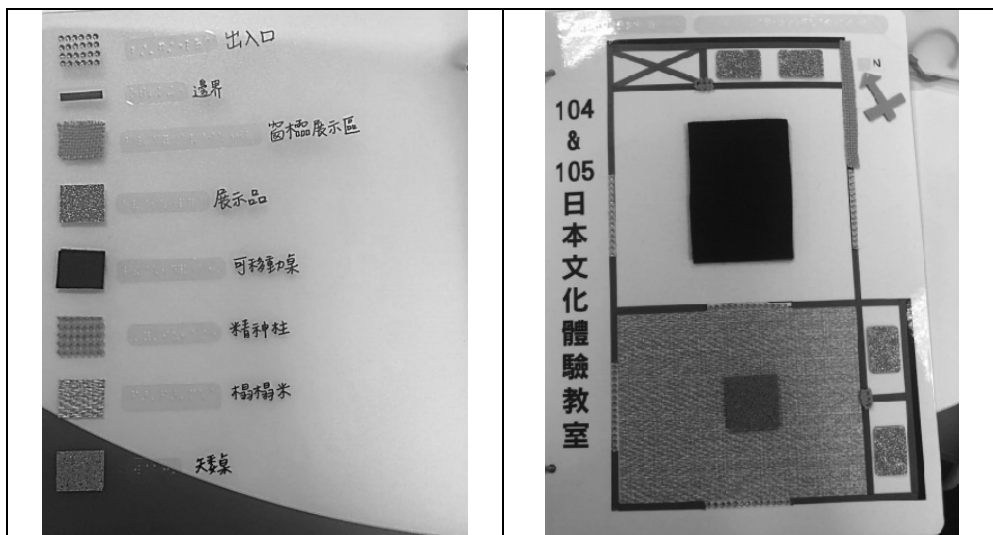 出入口
邊界
窗櫺展示區
展示品
可移動桌
精神柱
榻榻米
矮桌
N
104
&
105
日本文化體驗教室